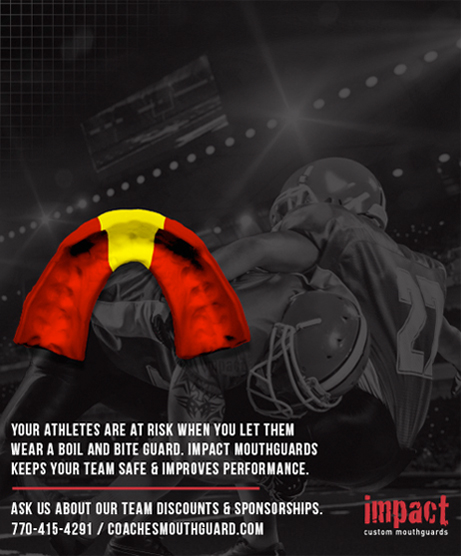 27
YOUR ATHLETES ARE AT RISK WHEN YOU LET THEM
WEAR A BOIL AND BITE GUARD. IMPACT MOUTHGUARDS
KEEPS YOUR TEAM SAFE & IMPROVES PERFORMANCE.
ASK US ABOUT OUR TEAM DISCOUNTS & SPONSORSHIPS.
770-415-4291 / COACHESMOUTHGUARD.COM
impact
custom mouthguards